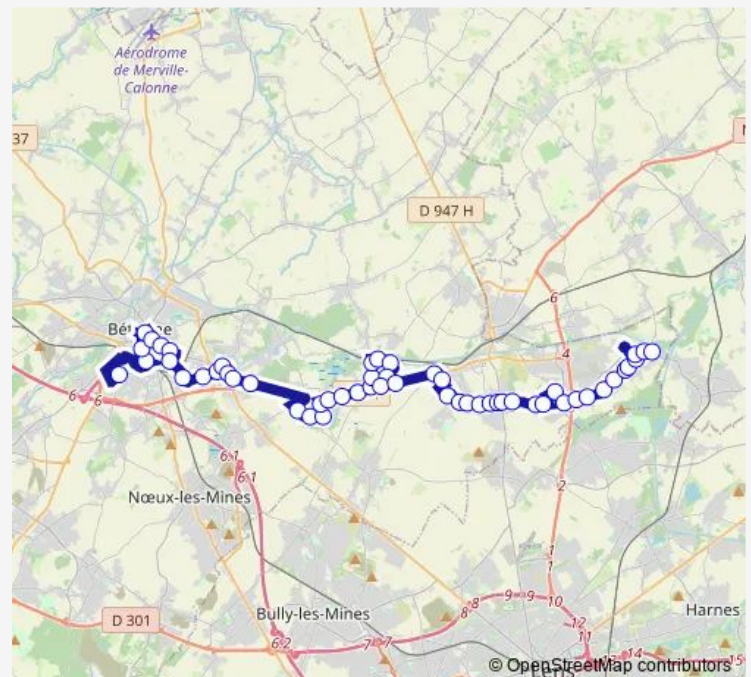 Aérodrome
de Merville-
Calonne
37
N
D 947 H
6
Bét
ne
4
6
6
6.1
6.1
2
Nœux-les-Mines
1
1
Bully-les-Mines
8
8
9
9
10
Harnes
D 301
12
11
6.2
7
7
13
14
15
© OpenStreetMap contributors